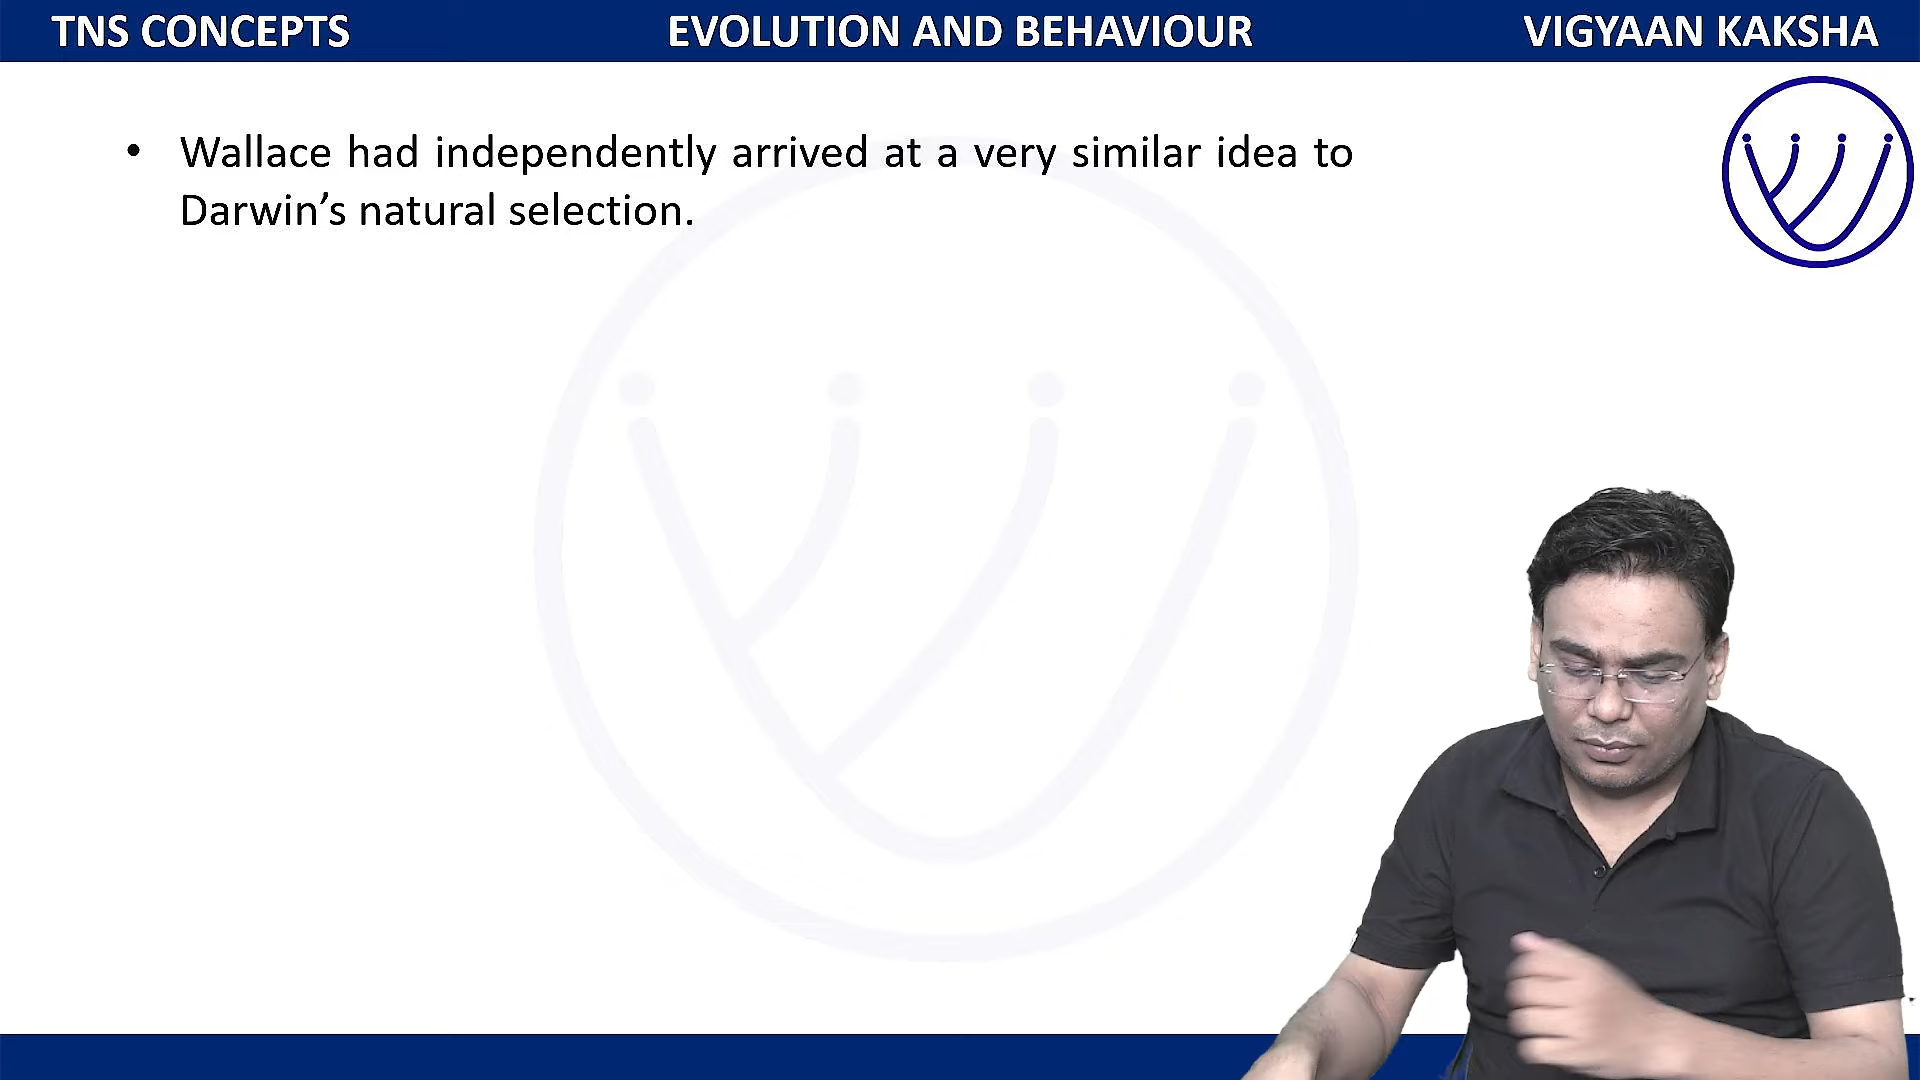 TNS CONCEPTS
EVOLUTION AND BEHAVIOUR
VIGYAAN KAKSHA
• Wallace had independently arrived at a very similar idea to
Darwin’s natural selection.